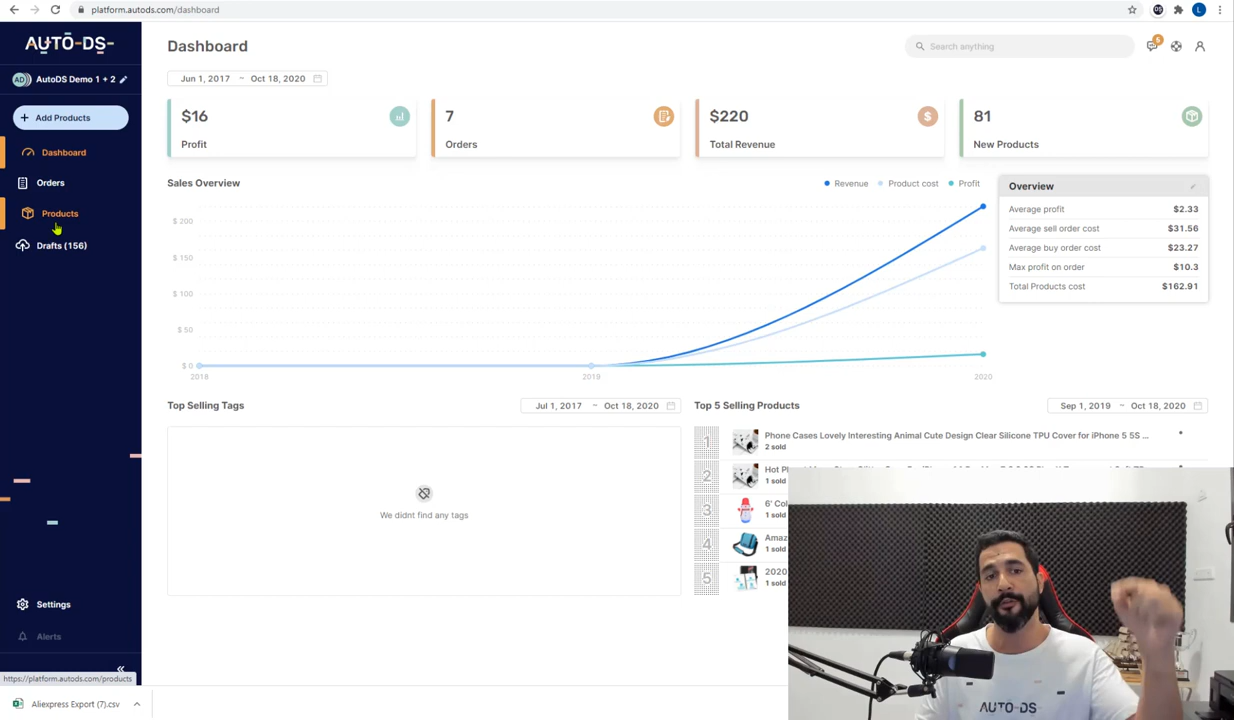 platform.autods.com/dashboard
DS
L
AUTO-DS-
AD
AutoDS Demo 1 + 2
+ Add Products
Dashboard
Orders
Products
Drafts (156)
Settings
Alerts
«
https://platform.autods.com/products
Aliexpress Export (7).csv
Dashboard
Search anything
5
Jun 1, 2017 ~ Oct 18, 2020
$16
Profit
7
Orders
$220
$
Total Revenue
81
New Products
Sales Overview
Revenue
Product cost
Profit
$ 200
$ 150
$ 100
$ 50
$ 0
2018
2019
2020
Overview
Average profit $2.33
Average sell order cost $31.56
Average buy order cost $23.27
Max profit on order $10.3
Total Products cost $162.91
Top Selling Tags
Jul 1, 2017 ~ Oct 18, 2020
We didnt find any tags
Top 5 Selling Products
Sep 1, 2019 ~ Oct 18, 2020
1
Phone Cases Lovely Interesting Animal Cute Design Clear Silicone TPU Cover for iPhone 5 5S ...
2 sold
2
1 sold
3
6' Col
1 sold
4
Amaz
1 sold
5
2020
1 sold
AUTO-DS